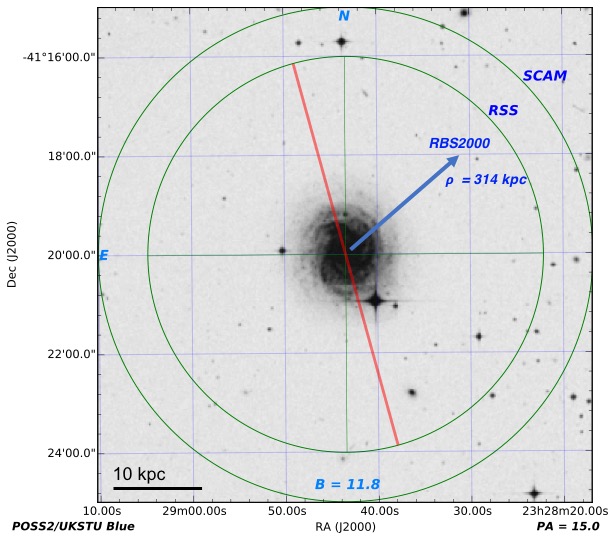 N
-41°16'00.0"
SCAM
RSS
RBS2000
18'00.0"
ρ = 314 kpc
Dec (J2000)
E
20'00.0"
22'00.0"
24'00.0"
10 kpc
B = 11.8
10.00s 29m00.00s 50.00s 40.00s 30.00s 23h28m20.00s
POSS2/UKSTU Blue RA (J2000) PA = 15.0